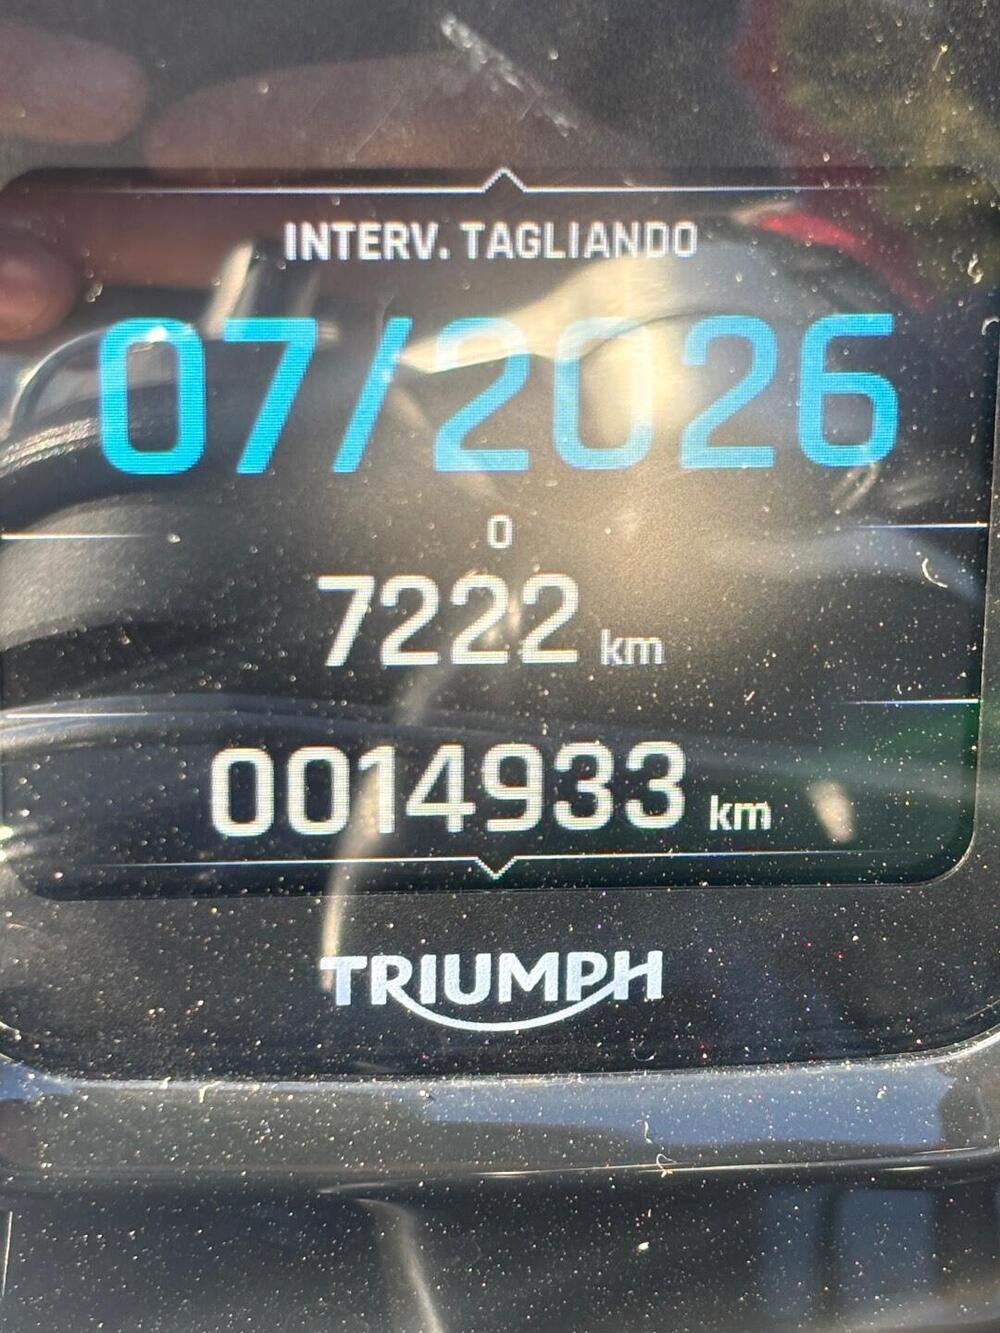 INTERV. TAGLIANDO
07/2026
o
7222 km
0014933 km
TRIUMPH